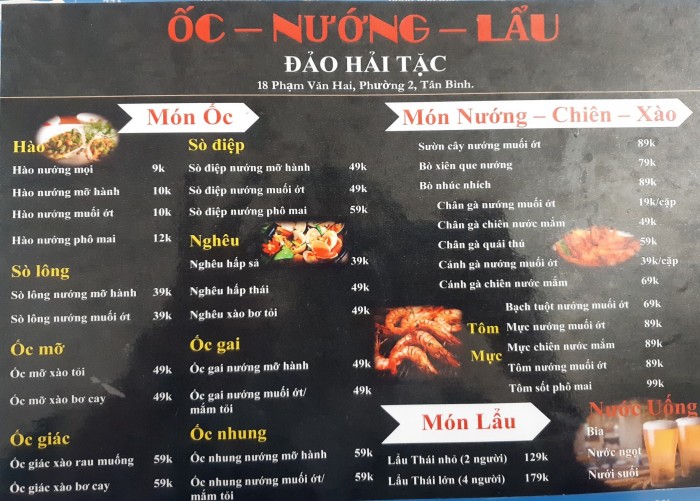 ỐC – NƯỚNG – LẨU
ĐẢO HẢI TẶC
18 Phạm Văn Hai, Phường 2, Tân Bình.
Món Ốc
Hào
Hào nướng mọi 9k
Hào nướng mỡ hành 10k
Hào nướng muối ớt 10k
Hào nướng phô mai 12k
Sò lông
Sò lông nướng mỡ hành 39k
Sò lông nướng muối ớt 39k
Ốc mỡ
Ốc mỡ xào tỏi 49k
Ốc mỡ xào bơ cay 49k
Ốc giác
Ốc giác xào rau muống 59k
Ốc giác xào bơ cay 59k
Sò điệp
Sò điệp nướng mỡ hành 49k
Sò điệp nướng muối ớt 49k
Sò điệp nướng phô mai 59k
Nghêu
Nghêu hấp sả 39k
Nghêu hấp thái 49k
Nghêu xào bơ tỏi 49k
Ốc gai
Ốc gai nướng mỡ hành 49k
Ốc gai nướng muối ớt/ 49k
mắm tỏi
Ốc nhung
Ốc nhung nướng mỡ hành 59k
Ốc nhung nướng muối ớt/ 59k
mắm tỏi
Món Nướng – Chiên – Xào
Sườn cây nướng muối ớt 89k
Bò xiên que nướng 79k
Bò nhúc nhích 89k
Chân gà nướng muối ớt 19k/cặp
Chân gà chiên nước mắm 49k
Chân gà quái thú 59k
Cánh gà nướng muối ớt 39k/cặp
Cánh gà chiên nước mắm 69k
Tôm
Mực
Bạch tuột nướng muối ớt 69k
Mực nướng muối ớt 89k
Mực chiên nước mắm 89k
Tôm nướng muối ớt 89k
Tôm sốt phô mai 99k
Món Lẩu
Lẩu Thái nhỏ (2 người) 129k
Lẩu Thái lớn (4 người) 179k
Nước Uống
Bia
Nước ngọt
Nưới suối